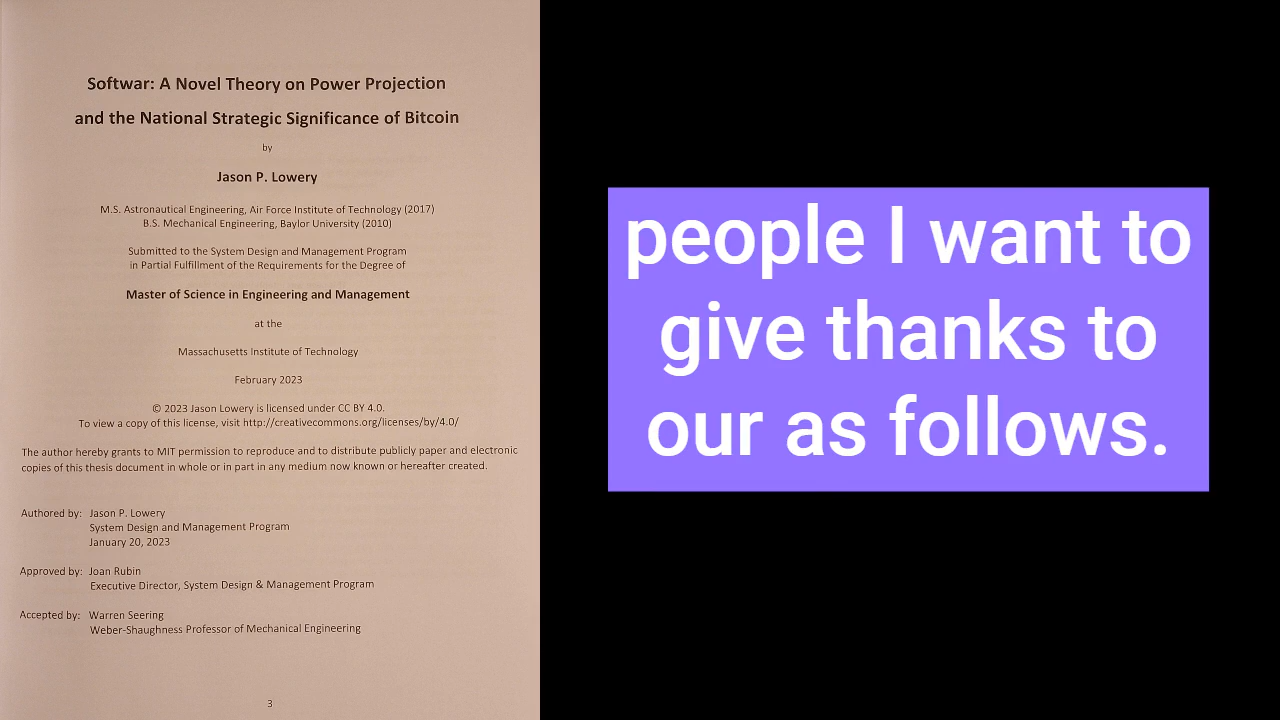 Softwar: A Novel Theory on Power Projection
and the National Strategic Significance of Bitcoin
by
Jason P. Lowery
M.S. Astronautical Engineering, Air Force Institute of Technology (2017)
B.S. Mechanical Engineering, Baylor University (2010)
Submitted to the System Design and Management Program
in Partial Fulfillment of the Requirements for the Degree of
Master of Science in Engineering and Management
at the
Massachusetts Institute of Technology
February 2023
© 2023 Jason Lowery is licensed under CC BY 4.0.
To view a copy of this license, visit http://creativecommons.org/licenses/by/4.0/
The author hereby grants to MIT permission to reproduce and to distribute publicly paper and electronic
copies of this thesis document in whole or in part in any medium now known or hereafter created.
Authored by: Jason P. Lowery
System Design and Management Program
January 20, 2023
Approved by: Joan Rubin
Executive Director, System Design & Management Program
Accepted by: Warren Seering
Weber-Shaughness Professor of Mechanical Engineering
3
people I want to
give thanks to
our as follows.